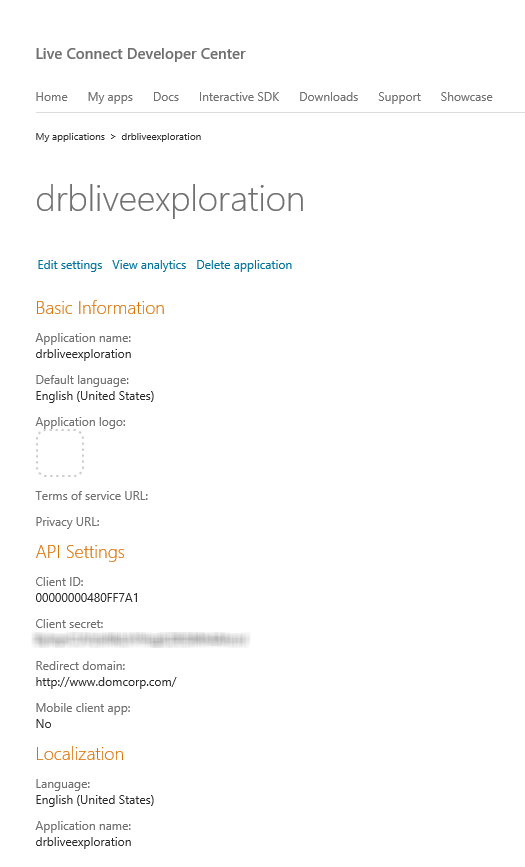 Live Connect Developer Center
Home My apps Docs Interactive SDK Downloads Support Showcase
My applications > drbliveexploration
drbliveexploration
Edit settings View analytics Delete application
Basic Information
Application name:
drbliveexploration
Default language:
English (United States)
Application logo:
Terms of service URL:
Privacy URL:
API Settings
Client ID:
00000000480FF7A1
Client secret:
Redirect domain:
http://www.domcorp.com/
Mobile client app:
No
Localization
Language:
English (United States)
Application name:
drbliveexploration